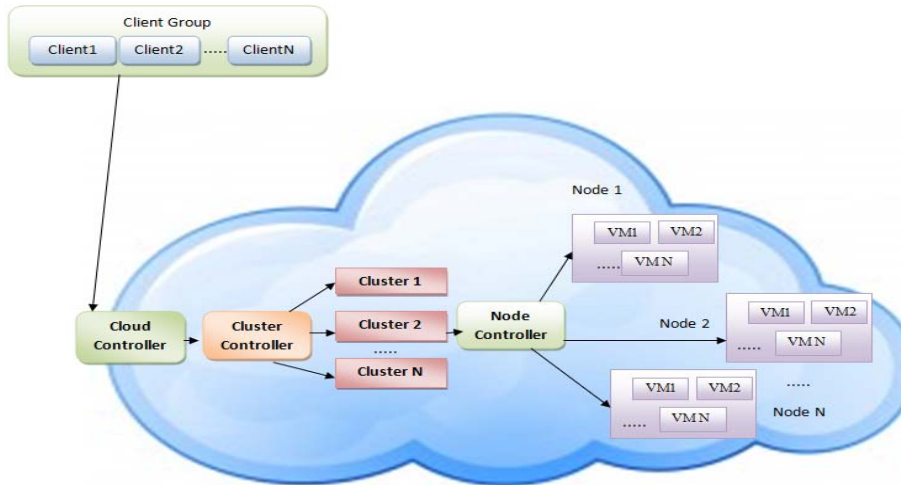 Client Group
Client1 Client2 ..... ClientN
Node 1
VM1 VM2
..... VM N
Cluster 1
Cloud Controller
Cluster Controller
Cluster 2
.....
Cluster N
Node Controller
Node 2
VM1 VM2
..... VM N
.....
VM1 VM2
..... VM N
Node N